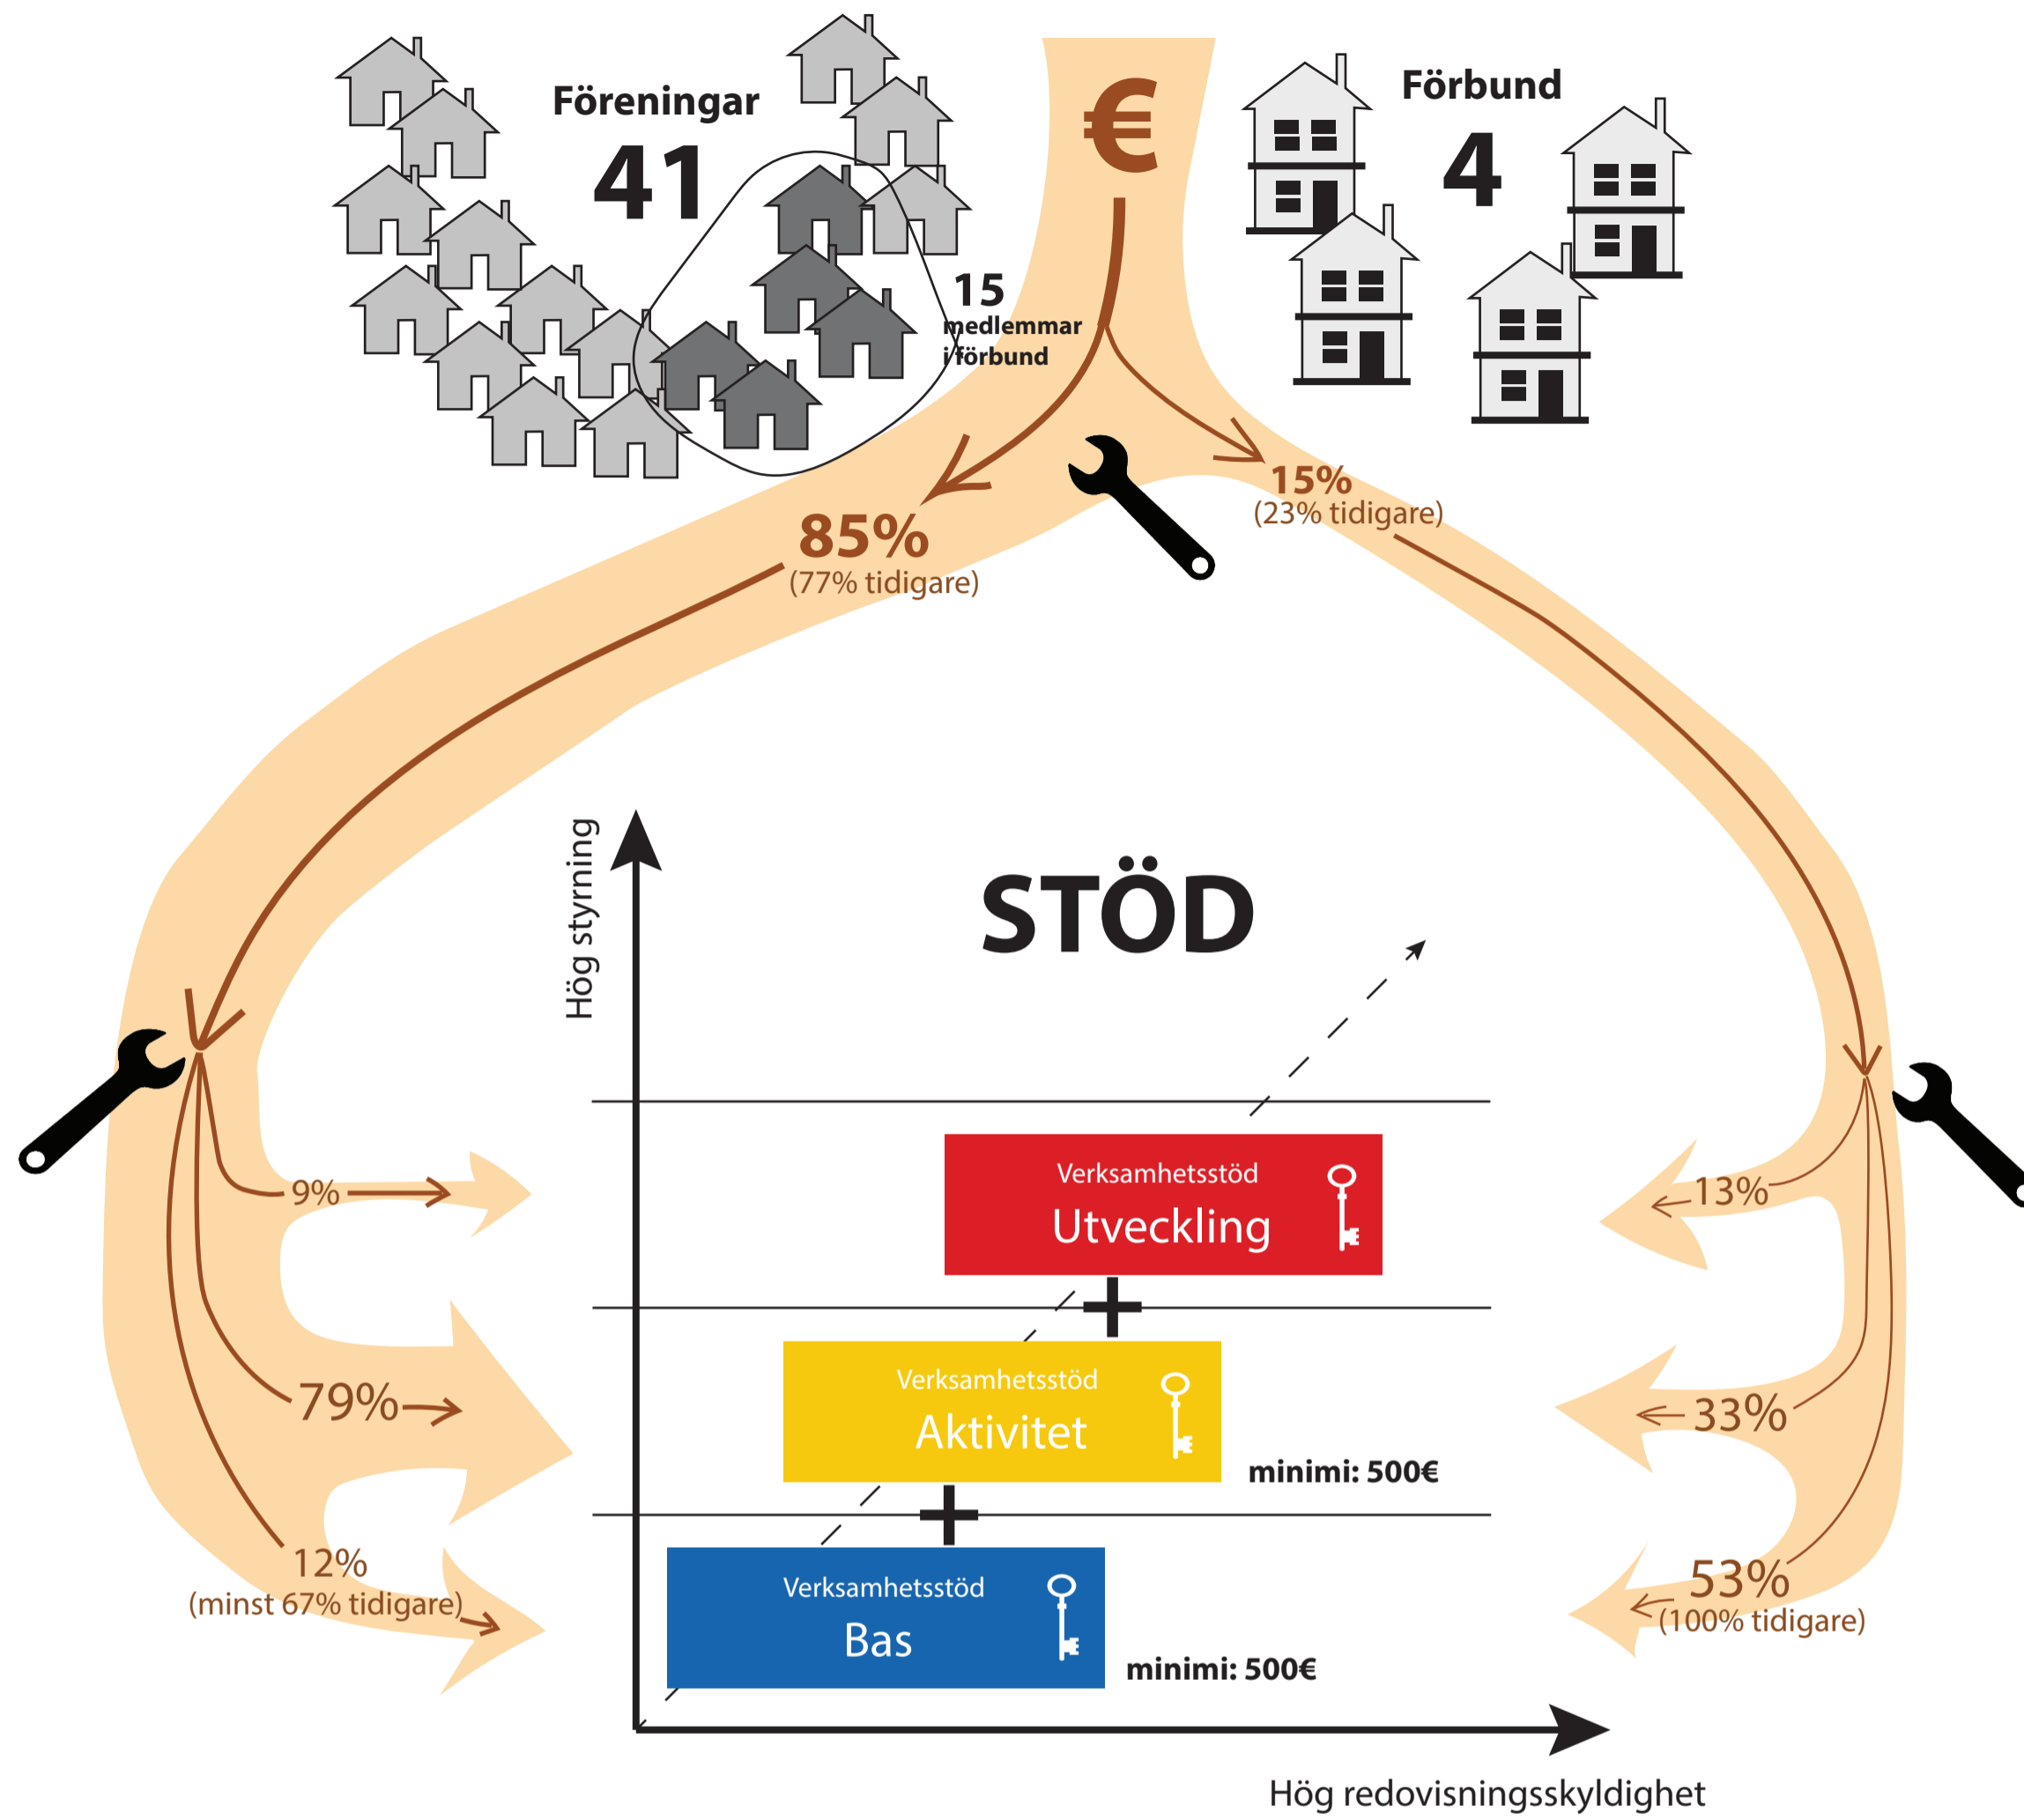 Föreningar
41
€
Förbund
4
15
medlemmar
i förbund
15%
(23% tidigare)
85%
(77% tidigare)
Hög styrning
STÖD
Verksamhetsstöd
Utveckling
9%
13%
Verksamhetsstöd
Aktivitet
minimi: 500€
79%
33%
Verksamhetsstöd
Bas
minimi: 500€
12%
(minst 67% tidigare)
53%
(100% tidigare)
Hög redovisningsskyldighet